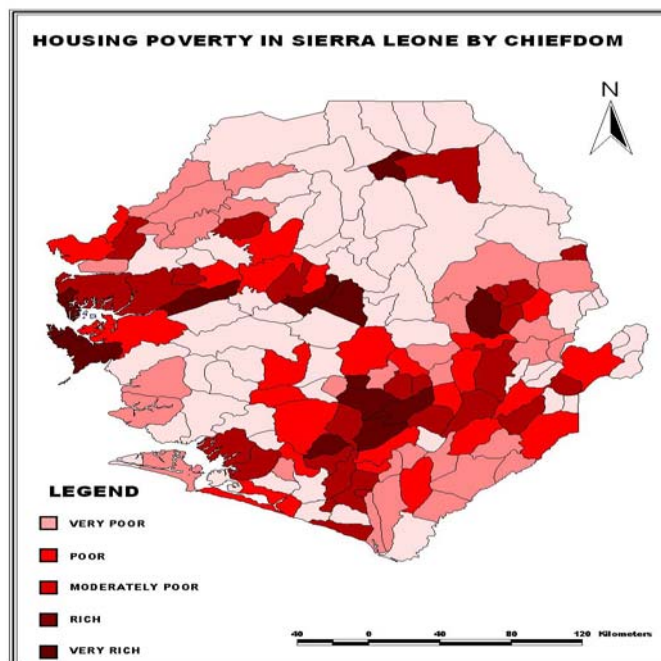 HOUSING POVERTY IN SIERRA LEONE BY CHIEFDOM
N
LEGEND
VERY POOR
POOR
MODERATELY POOR
RICH
VERY RICH
40 0 40 80 120 Kilometers